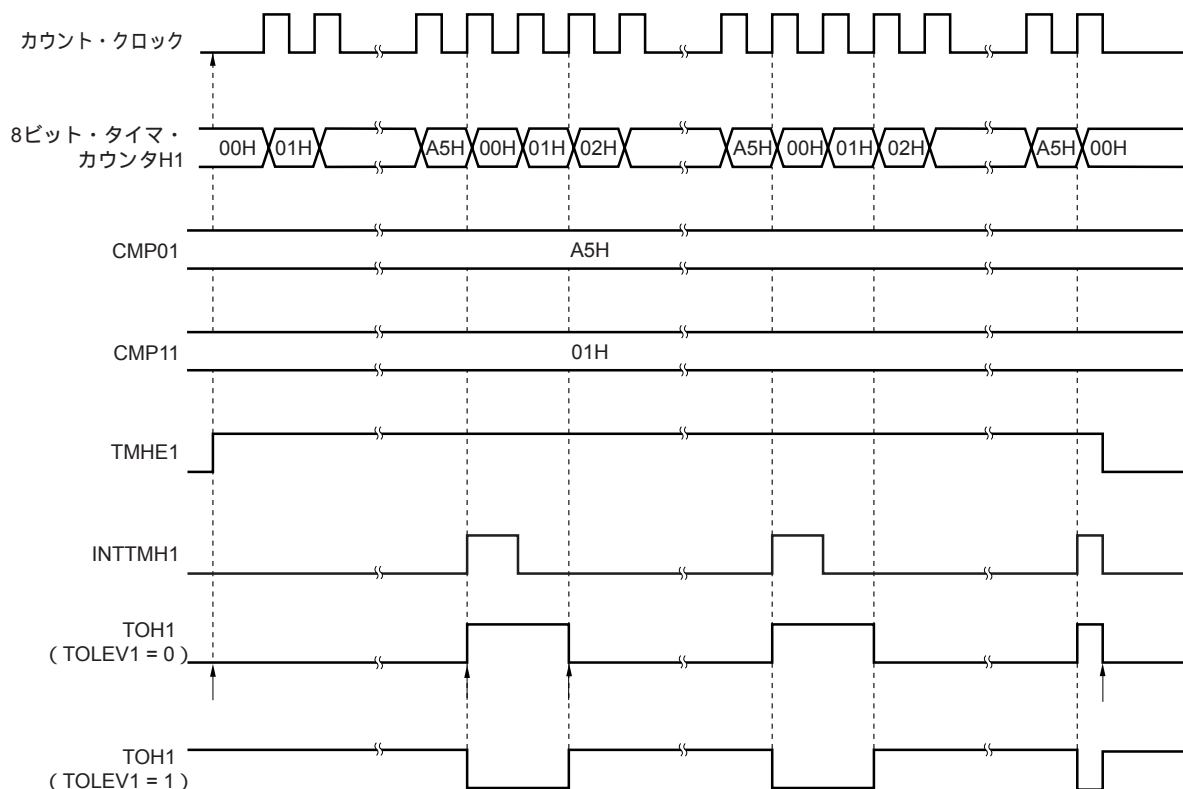 カウント・クロック
8ビット・タイマ・
カウンタH1
00H 01H A5H 00H 01H 02H A5H 00H 01H 02H A5H 00H
CMP01
A5H
CMP11
01H
TMHE1
INTTMH1
TOH1
( TOLEV1 = 0 )
TOH1
( TOLEV1 = 1 )